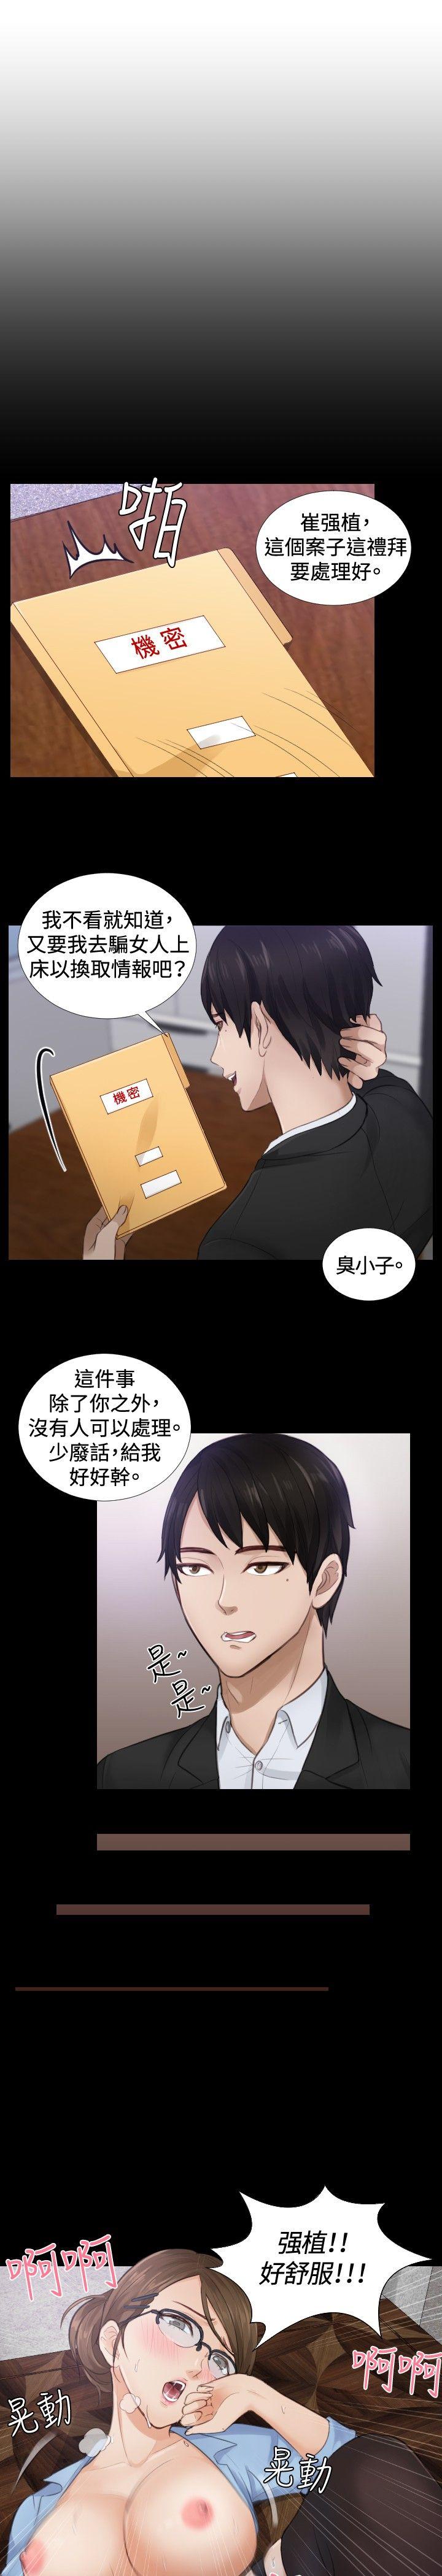 啪
崔强植，
這個案子這禮拜
要處理好。
機密
我不看就知道，
又要我去騙女人上
床以換取情報吧？
機密
臭小子。
這件事
除了你之外，
沒有人可以處理。
少廢話，給我
好好幹。
是~
是~
强植！！
好舒服！！！
啊啊
啊啊
晃動
晃動